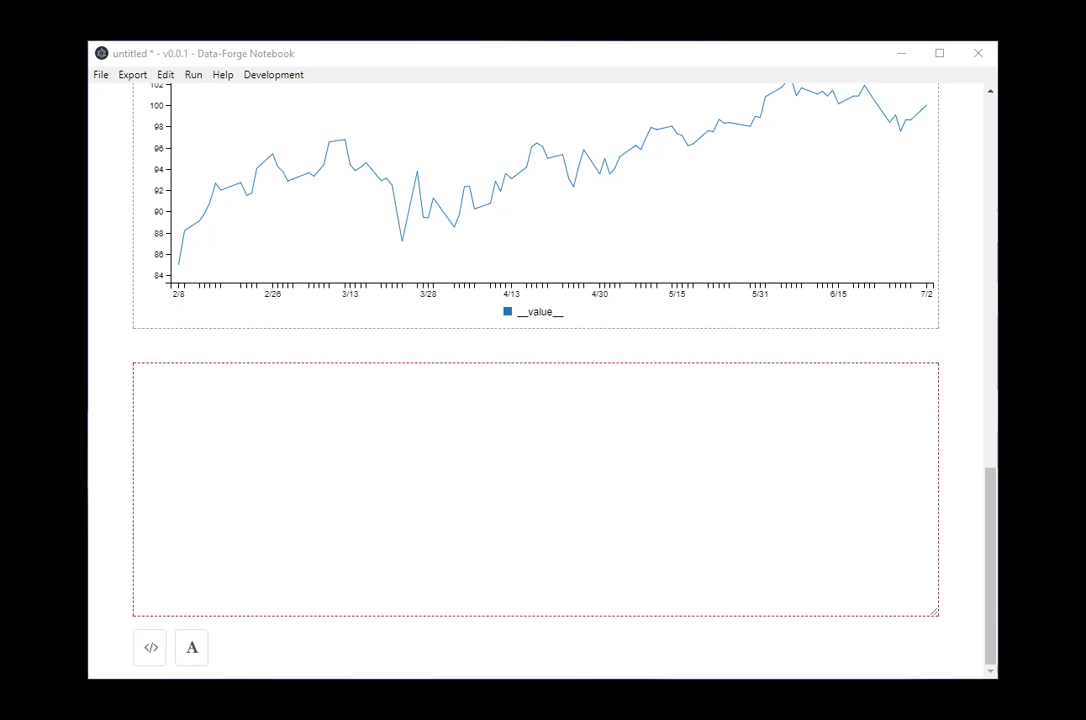 untitled * - v0.0.1 - Data-Forge Notebook
File Export Edit Run Help Development
102
100
98
96
94
92
90
88
86
84
2/8 2/26 3/13 3/28 4/13 4/30 5/15 5/31 6/15 7/2
__value__
</> A